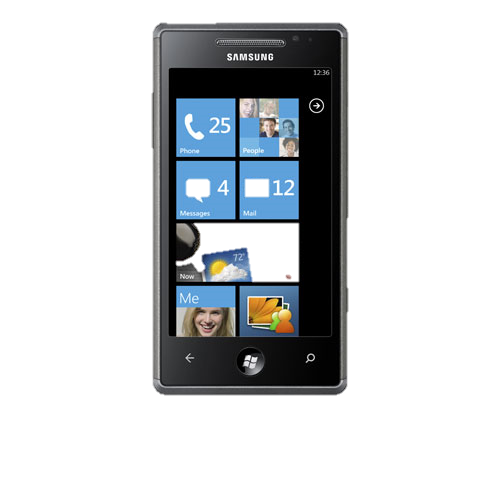 SAMSUNG
12:36
25
Phone
People
4
Messages
12
Mail
72°
Now
Me